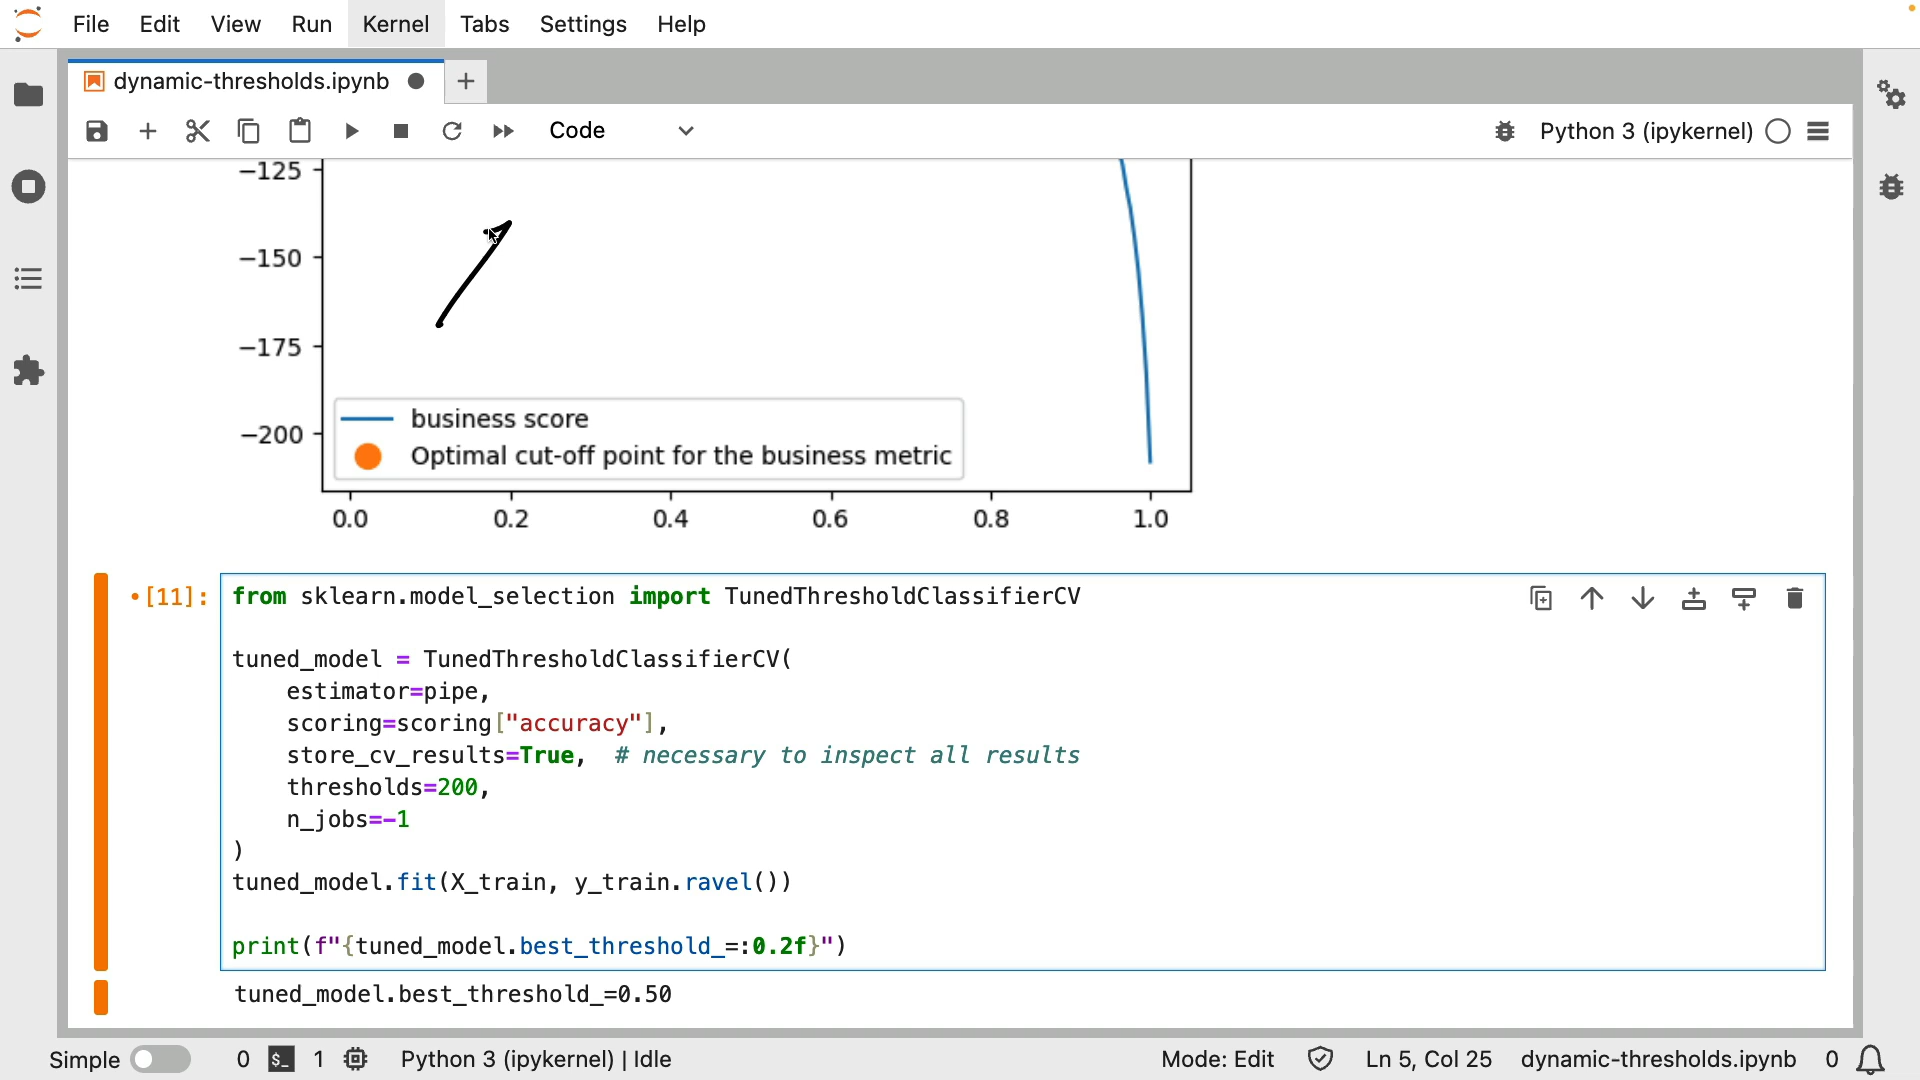 File Edit View Run Kernel Tabs Settings Help
dynamic-thresholds.ipynb
Code
Python 3 (ipykernel)
−125
−150
−175
−200
business score
Optimal cut-off point for the business metric
0.0 0.2 0.4 0.6 0.8 1.0
•[11]:
from sklearn.model_selection import TunedThresholdClassifierCV
tuned_model = TunedThresholdClassifierCV(
estimator=pipe,
scoring=scoring["accuracy"],
store_cv_results=True,  # necessary to inspect all results
thresholds=200,
n_jobs=-1
)
tuned_model.fit(X_train, y_train.ravel())
print(f"{tuned_model.best_threshold_=:0.2f}")
tuned_model.best_threshold_=0.50
Simple 0 $_ 1 Python 3 (ipykernel) | Idle Mode: Edit Ln 5, Col 25 dynamic-thresholds.ipynb 0